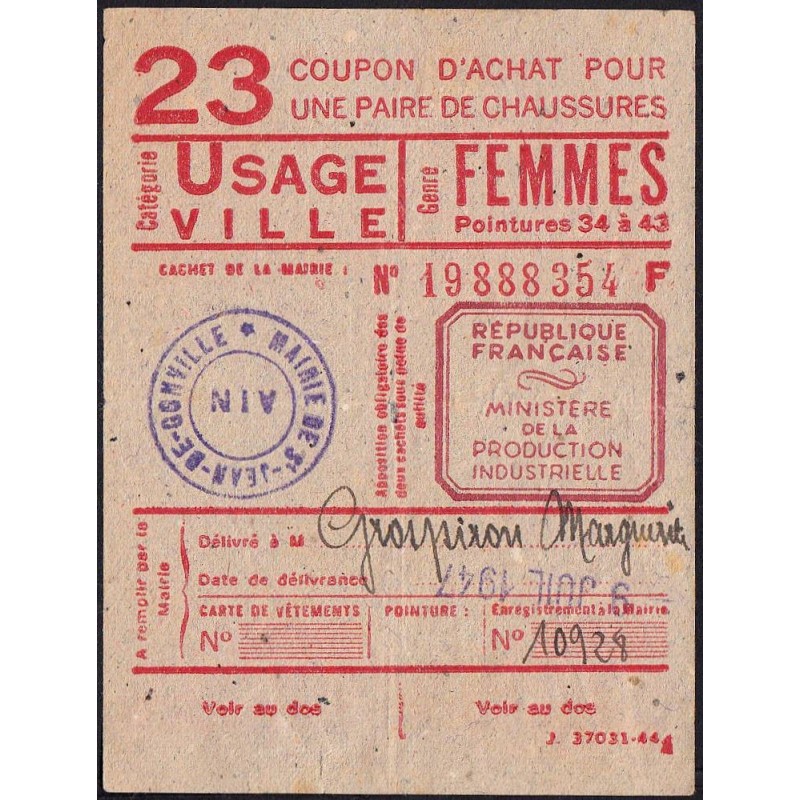 23 COUPON D'ACHAT POUR
UNE PAIRE DE CHAUSSURES
Catégorie
USAGE
VILLE
Genre
FEMMES
Pointures 34 à 43
CACHET DE LA MAIRIE :
Nº 19888354 F
MAIRIE DE St-JEAN-DE-GONVILLE *
AIN
Apposition obligatoire des
deux cachets sous peine de
nullité
RÉPUBLIQUE
FRANÇAISE
MINISTÈRE
DE LA
PRODUCTION
INDUSTRIELLE
A remplir par la
Mairie
Délivré à M Grospiron Marguerite
Date de délivrance 9 JUIL 1947
CARTE DE VÊTEMENTS
Nº
POINTURE :
Enregistrement à la Mairie
Nº 10928
Voir au dos
Voir au dos
J. 37031-44